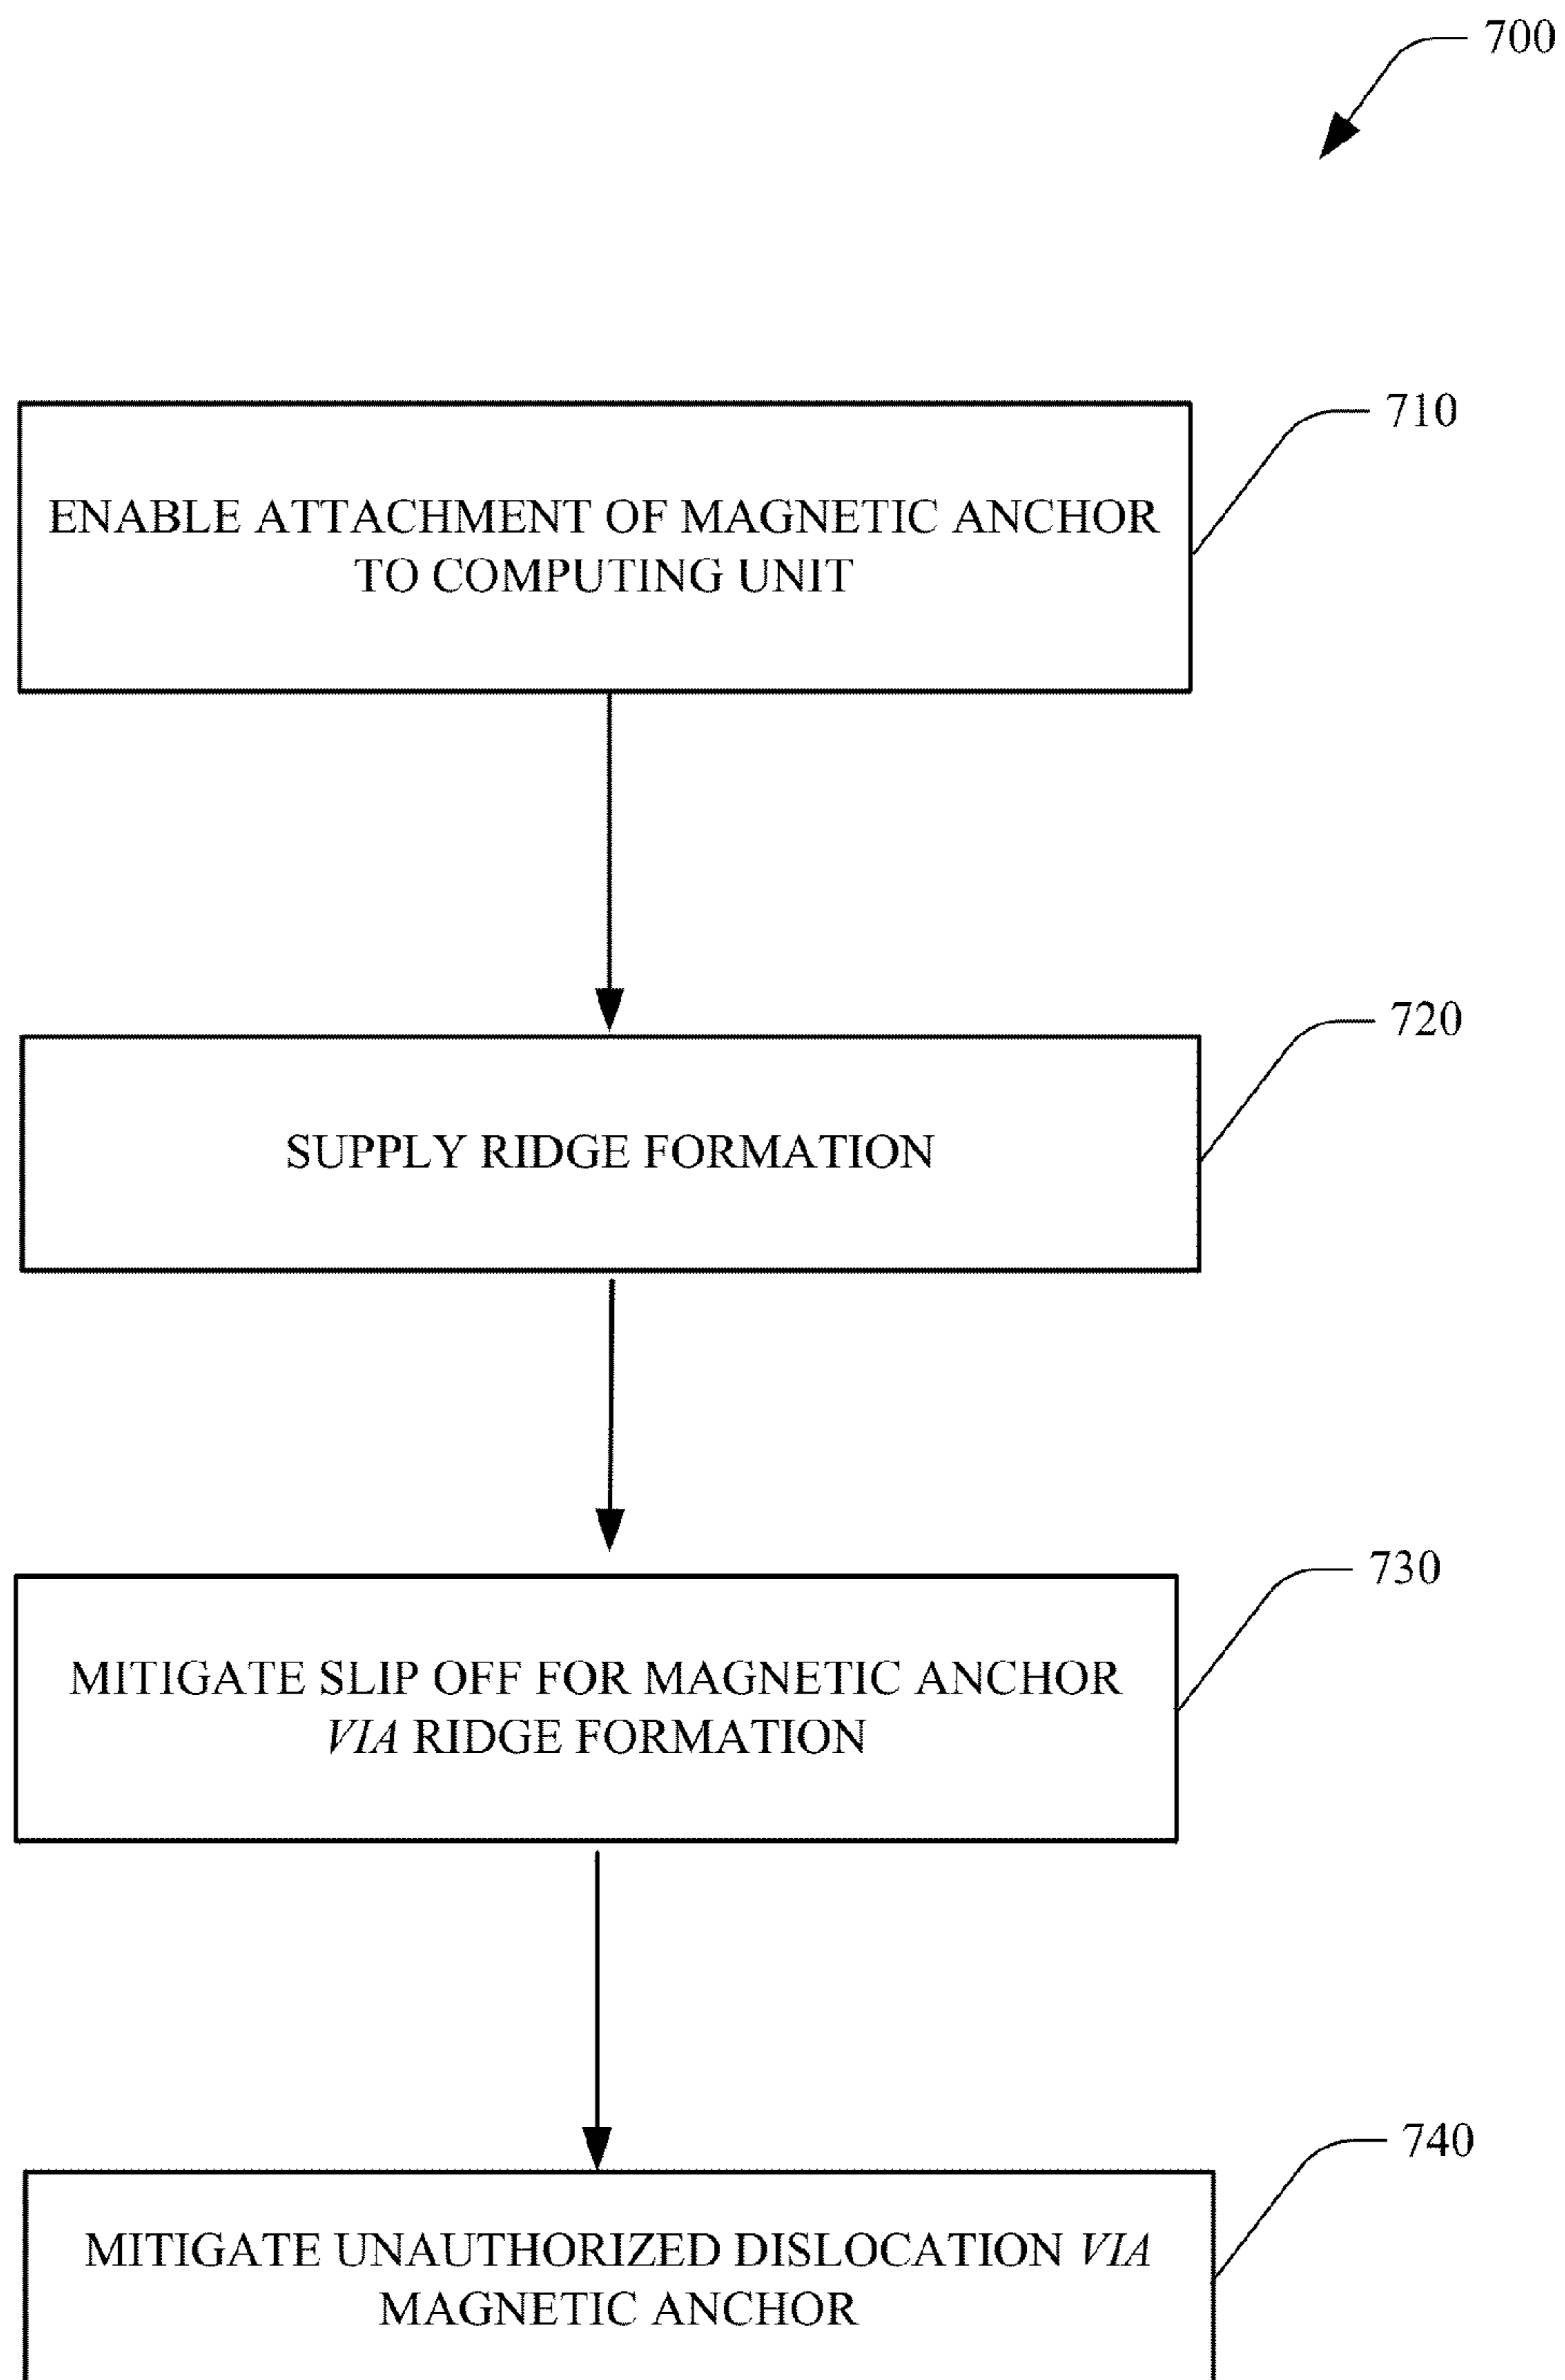 700
710
ENABLE ATTACHMENT OF MAGNETIC ANCHOR
TO COMPUTING UNIT
720
SUPPLY RIDGE FORMATION
730
MITIGATE SLIP OFF FOR MAGNETIC ANCHOR
VIA RIDGE FORMATION
740
MITIGATE UNAUTHORIZED DISLOCATION VIA
MAGNETIC ANCHOR